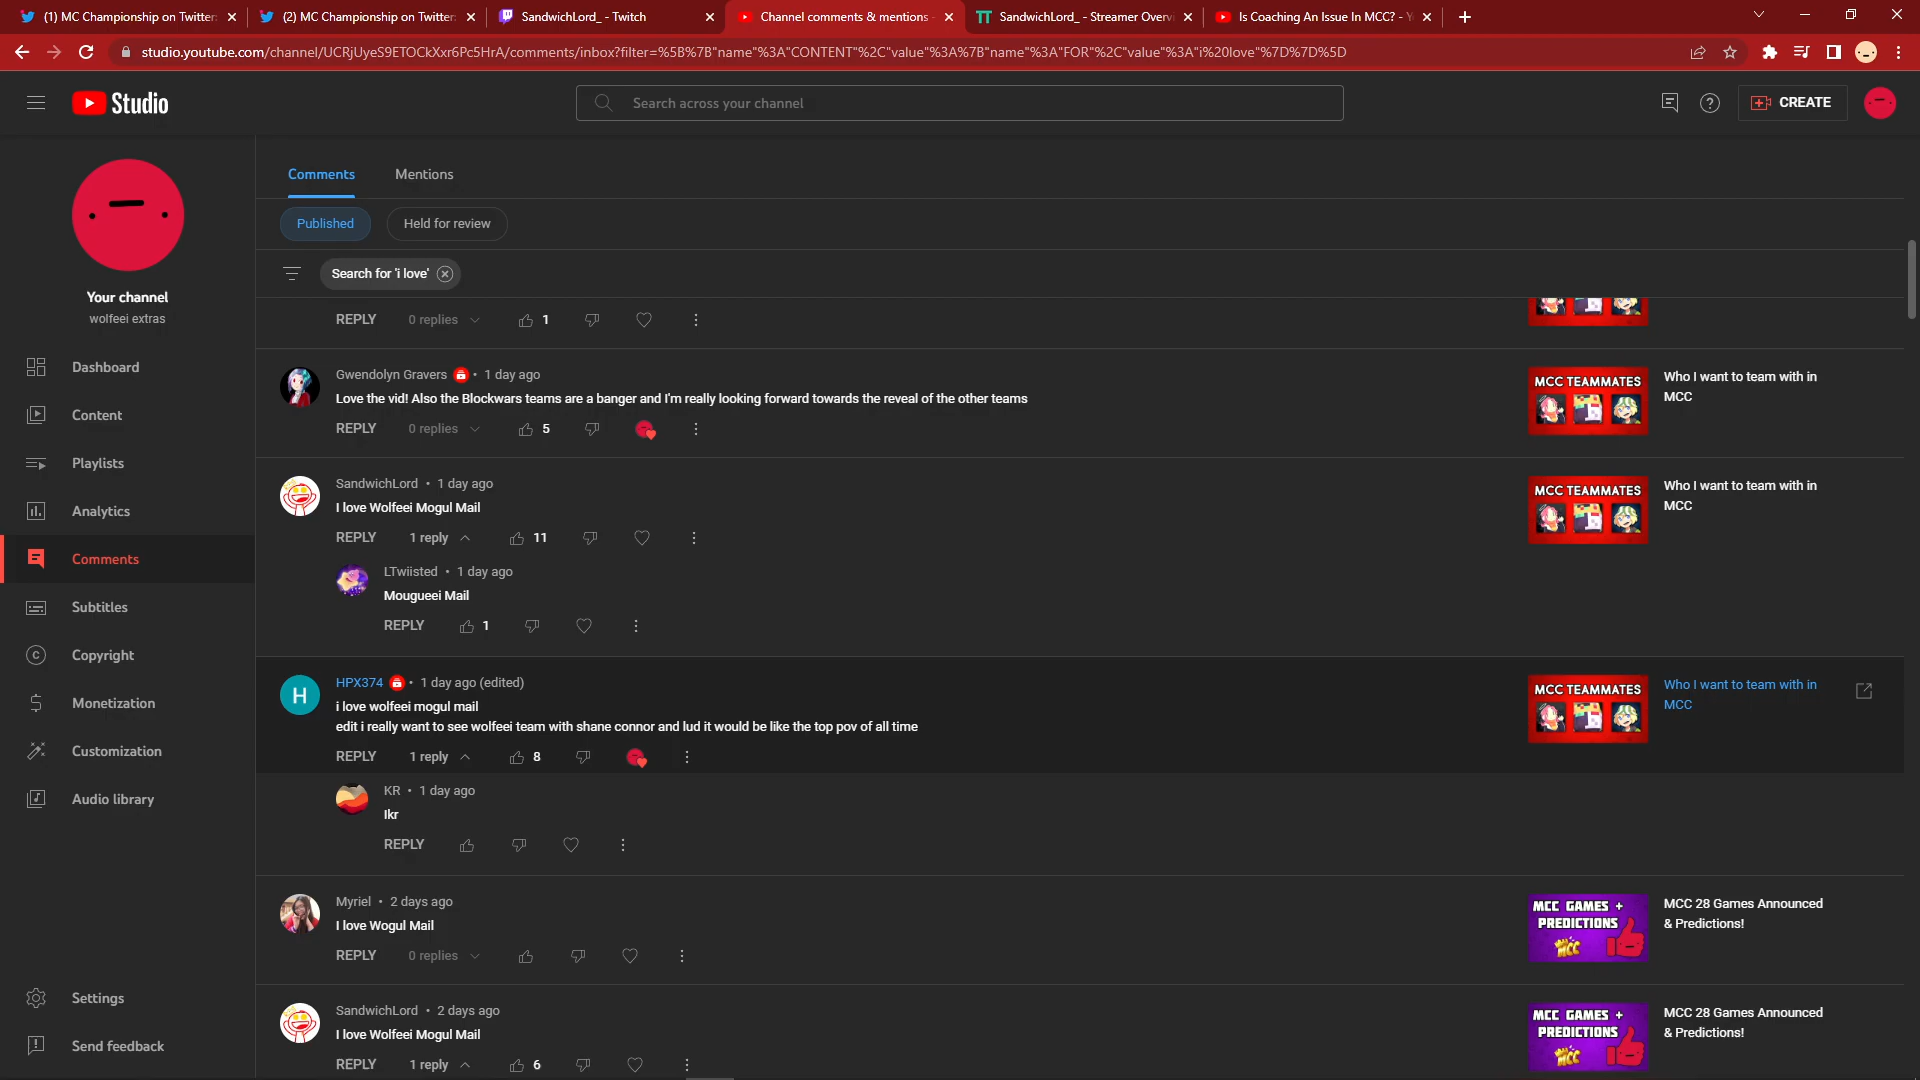 (1) MC Championship on Twitter:
(2) MC Championship on Twitter:
SandwichLord_ - Twitch
Channel comments & mentions -
SandwichLord_ - Streamer Overvi
Is Coaching An Issue In MCC? - Y
studio.youtube.com/channel/UCRjUyeS9ETOCkXxr6Pc5HrA/comments/inbox?filter=%5B%7B"name"%3A"CONTENT"%2C"value"%3A%7B"name"%3A"FOR"%2C"value"%3A"i%20love"%7D%7D%5D
Studio
Search across your channel
CREATE
Your channel
wolfeei extras
Dashboard
Content
Playlists
Analytics
Comments
Subtitles
Copyright
Monetization
Customization
Audio library
Settings
Send feedback
Comments
Mentions
Published
Held for review
Search for 'i love'
REPLY 0 replies 1
Gwendolyn Gravers • 1 day ago
Love the vid! Also the Blockwars teams are a banger and I'm really looking forward towards the reveal of the other teams
REPLY 0 replies 5
MCC TEAMMATES
Who I want to team with in
MCC
SandwichLord • 1 day ago
I love Wolfeei Mogul Mail
REPLY 1 reply 11
MCC TEAMMATES
Who I want to team with in
MCC
LTwiisted • 1 day ago
Mougueei Mail
REPLY 1
H
HPX374 • 1 day ago (edited)
i love wolfeei mogul mail
edit i really want to see wolfeei team with shane connor and lud it would be like the top pov of all time
REPLY 1 reply 8
MCC TEAMMATES
Who I want to team with in
MCC
KR • 1 day ago
Ikr
REPLY
Myriel • 2 days ago
I love Wogul Mail
REPLY 0 replies
MCC GAMES +
PREDICTIONS
MCC
MCC 28 Games Announced
& Predictions!
SandwichLord • 2 days ago
I love Wolfeei Mogul Mail
REPLY 1 reply 6
MCC GAMES +
PREDICTIONS
MCC
MCC 28 Games Announced
& Predictions!